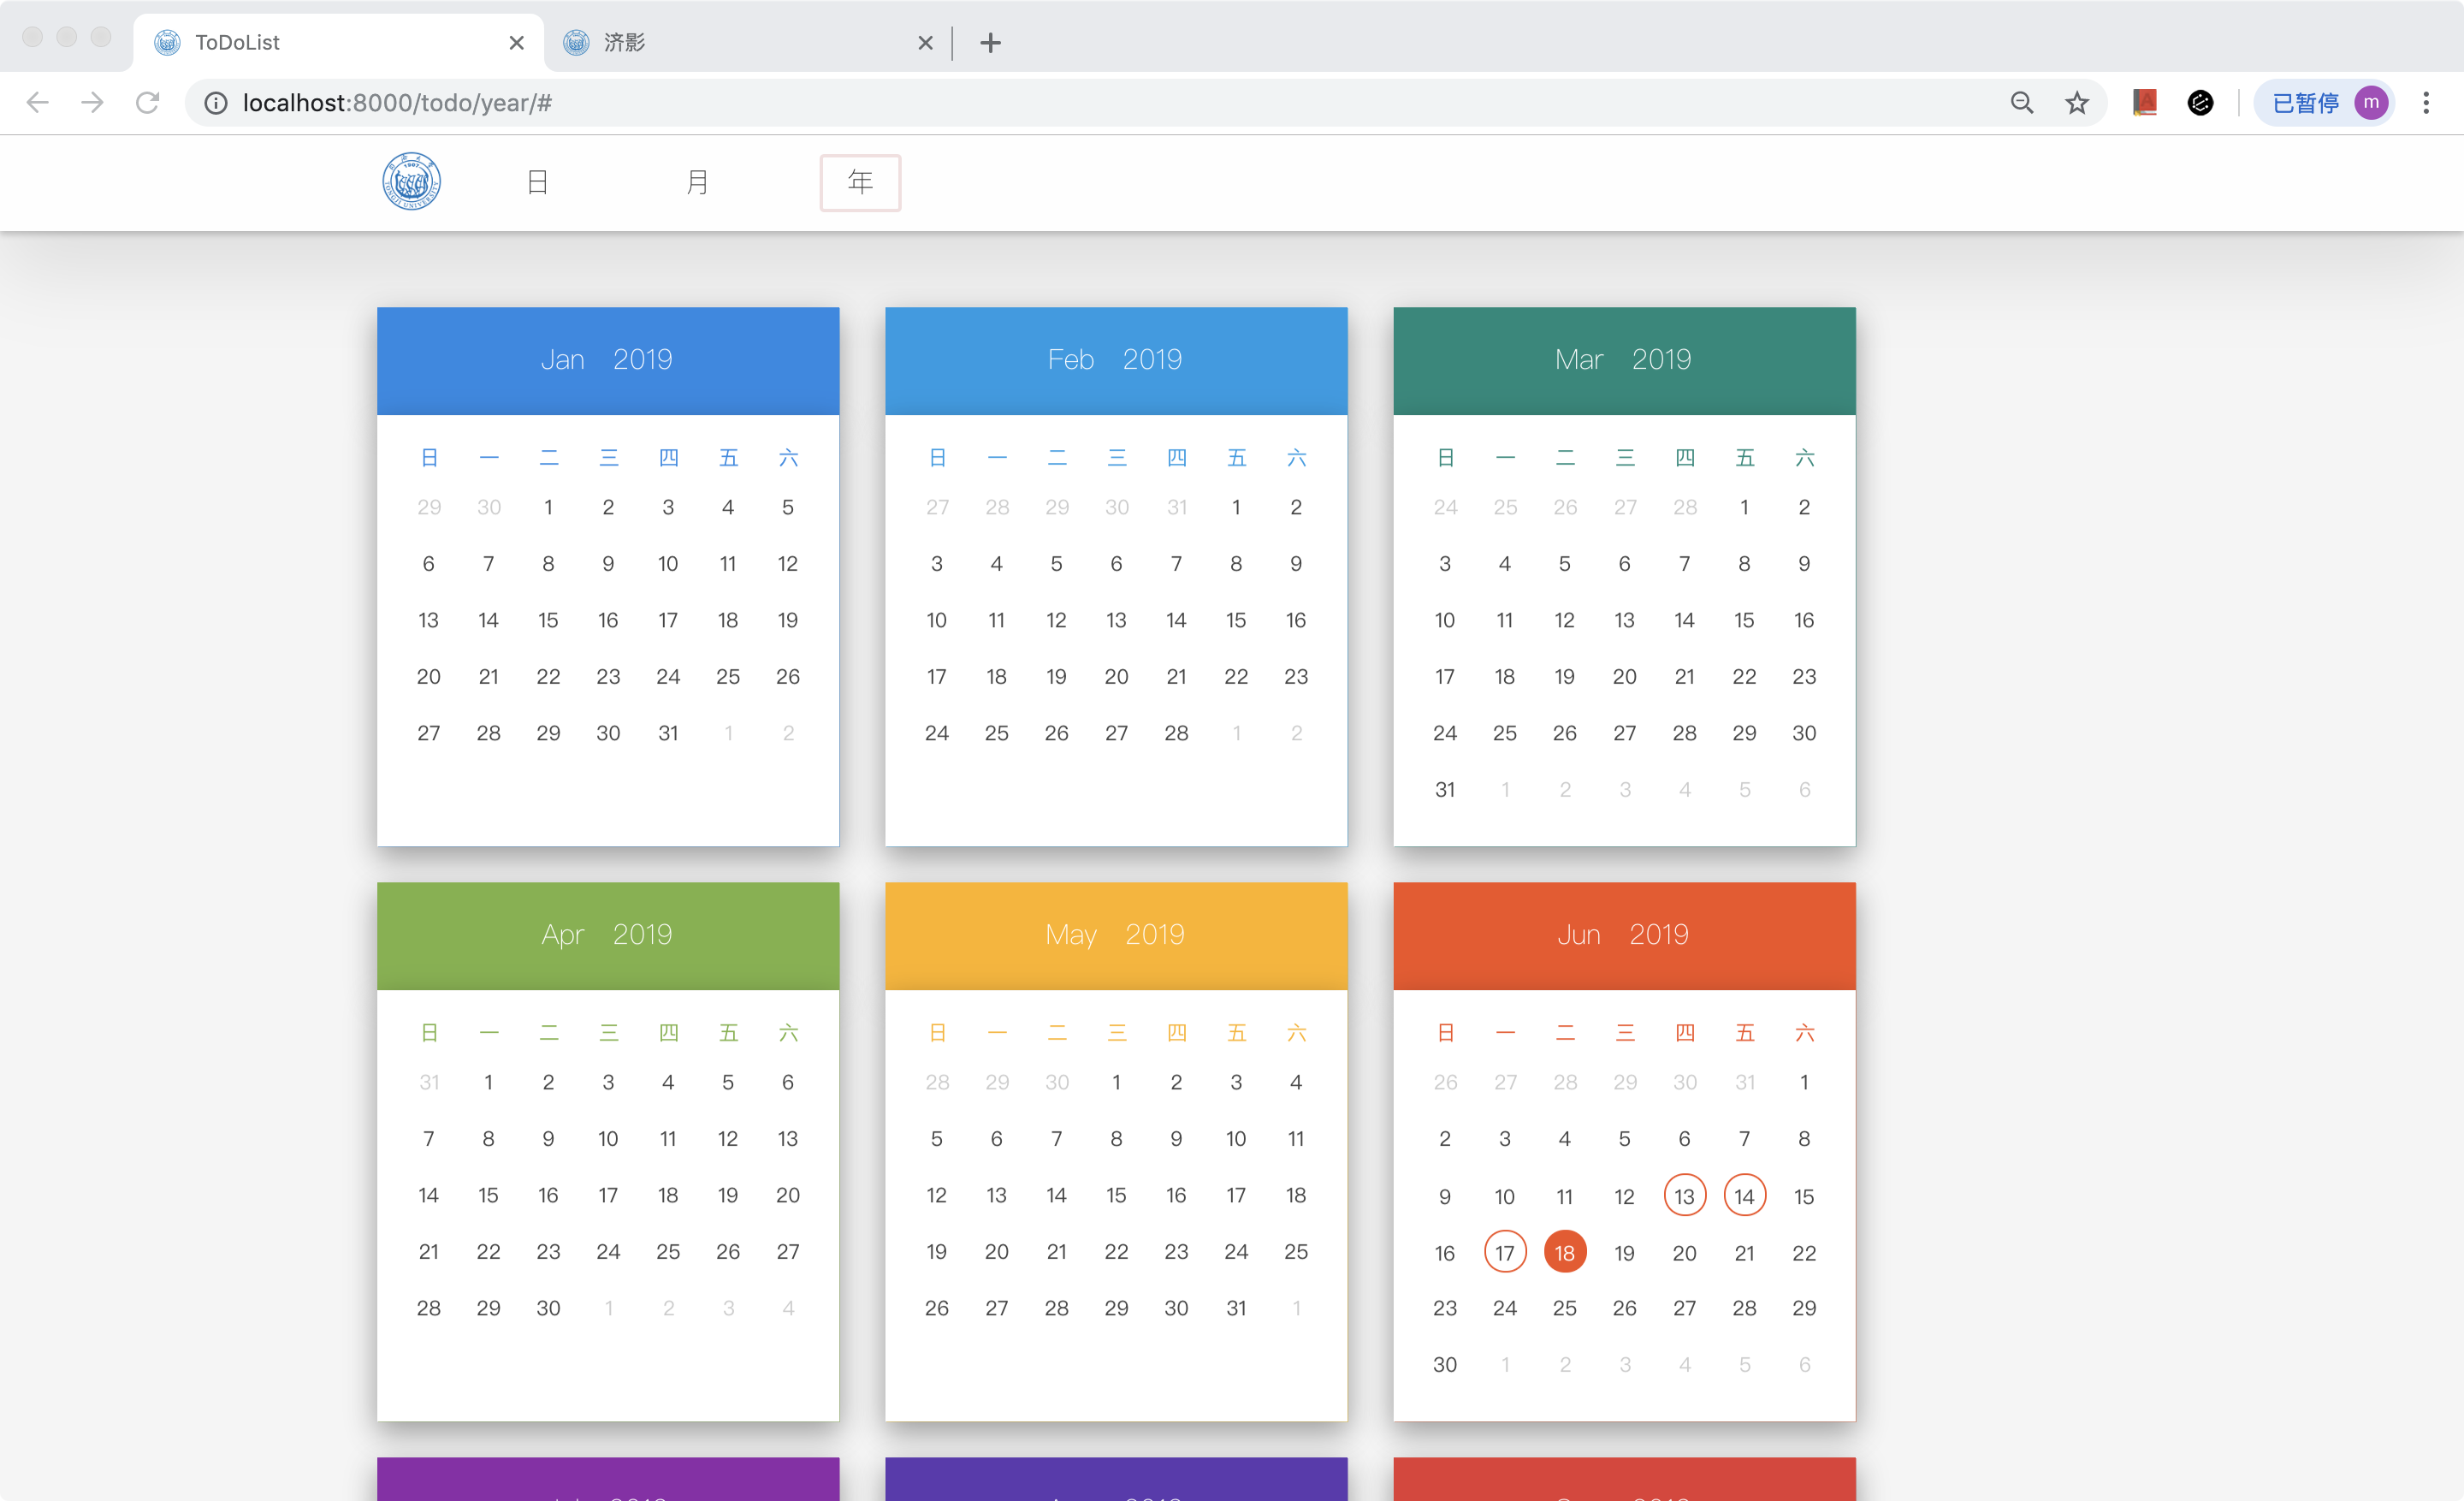 ToDoList
济影
localhost:8000/todo/year/#
已暂停 m
日 月 年
Jan 2019
日 一 二 三 四 五 六
29 30 1 2 3 4 5
6 7 8 9 10 11 12
13 14 15 16 17 18 19
20 21 22 23 24 25 26
27 28 29 30 31 1 2
Feb 2019
日 一 二 三 四 五 六
27 28 29 30 31 1 2
3 4 5 6 7 8 9
10 11 12 13 14 15 16
17 18 19 20 21 22 23
24 25 26 27 28 1 2
Mar 2019
日 一 二 三 四 五 六
24 25 26 27 28 1 2
3 4 5 6 7 8 9
10 11 12 13 14 15 16
17 18 19 20 21 22 23
24 25 26 27 28 29 30
31 1 2 3 4 5 6
Apr 2019
日 一 二 三 四 五 六
31 1 2 3 4 5 6
7 8 9 10 11 12 13
14 15 16 17 18 19 20
21 22 23 24 25 26 27
28 29 30 1 2 3 4
May 2019
日 一 二 三 四 五 六
28 29 30 1 2 3 4
5 6 7 8 9 10 11
12 13 14 15 16 17 18
19 20 21 22 23 24 25
26 27 28 29 30 31 1
Jun 2019
日 一 二 三 四 五 六
26 27 28 29 30 31 1
2 3 4 5 6 7 8
9 10 11 12 13 14 15
16 17 18 19 20 21 22
23 24 25 26 27 28 29
30 1 2 3 4 5 6